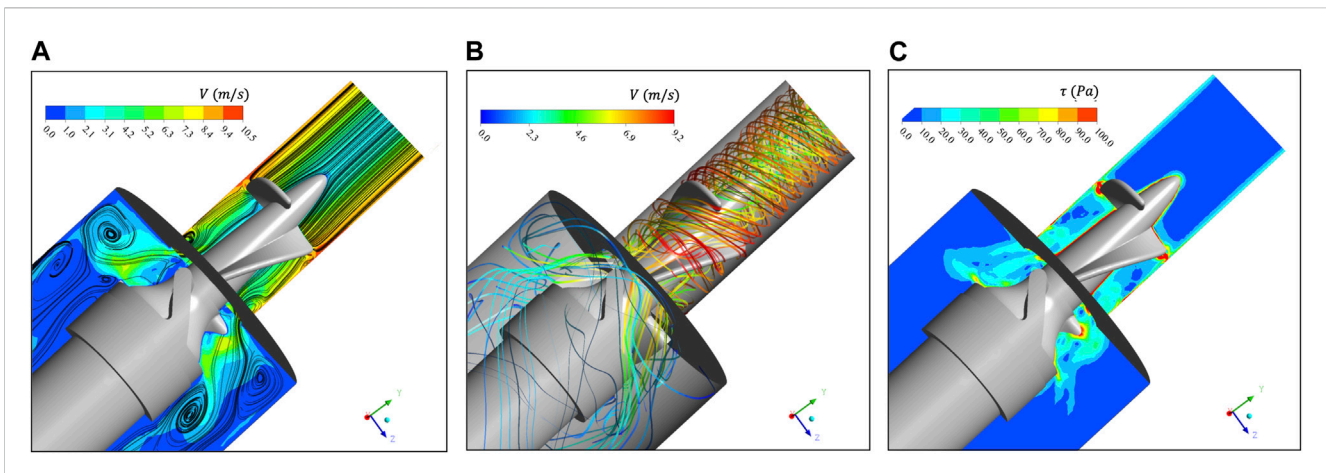 A
B
C
V (m/s)
0.0 1.0 2.1 3.1 4.2 5.2 6.3 7.3 8.4 9.4 10.5
Y
Z
V (m/s)
0.0 2.3 4.6 6.9 9.2
Y
Z
τ (Pa)
0.0 10.0 20.0 30.0 40.0 50.0 60.0 70.0 80.0 90.0 100.0
Y
Z